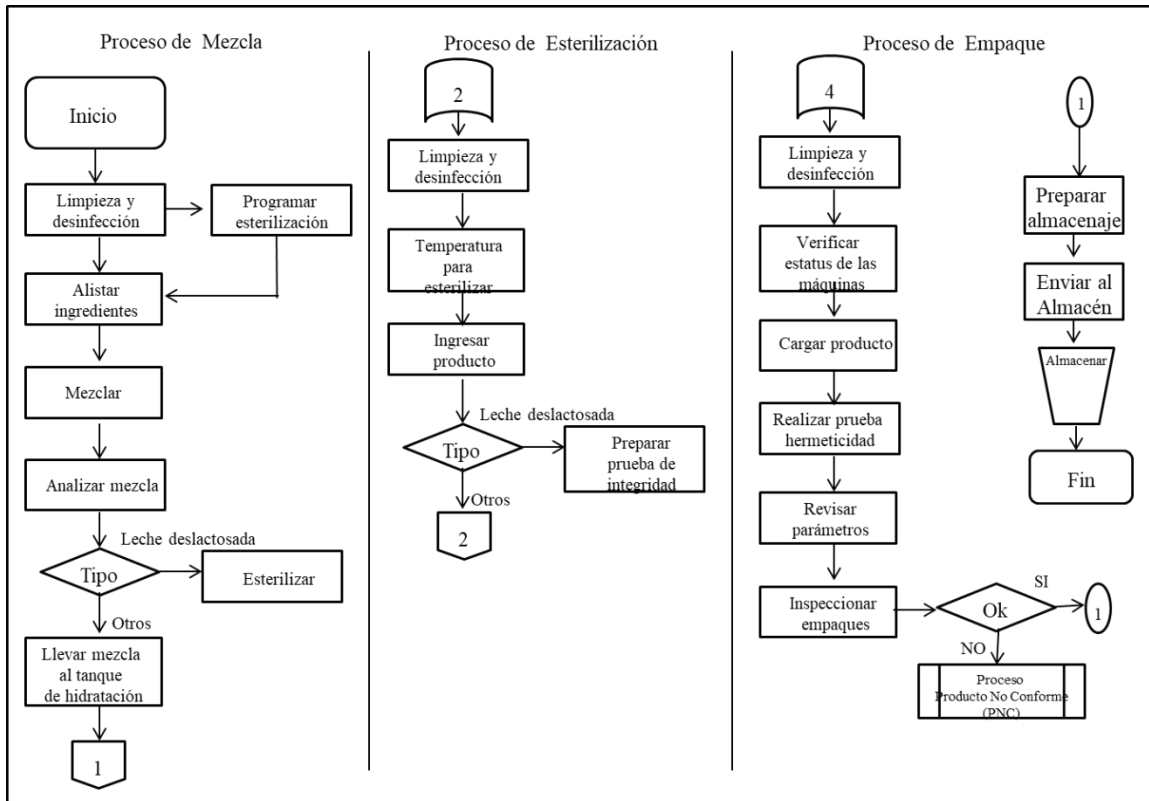 Proceso de Mezcla
Inicio
Limpieza y
desinfección
Programar
esterilización
Alistar
ingredientes
Mezclar
Analizar mezcla
Leche deslactosada
Tipo
Esterilizar
Otros
Llevar mezcla
al tanque
de hidratación
1
Proceso de Esterilización
2
Limpieza y
desinfección
Temperatura
para
esterilizar
Ingresar
producto
Leche deslactosada
Tipo
Preparar
prueba de
integridad
Otros
2
Proceso de Empaque
4
Limpieza y
desinfección
Verificar
estatus de las
máquinas
Cargar producto
Realizar prueba
hermeticidad
Revisar
parámetros
Inspeccionar
empaques
Ok
SI
1
NO
Proceso
Producto No Conforme
(PNC)
1
Preparar
almacenaje
Enviar al
Almacén
Almacenar
Fin